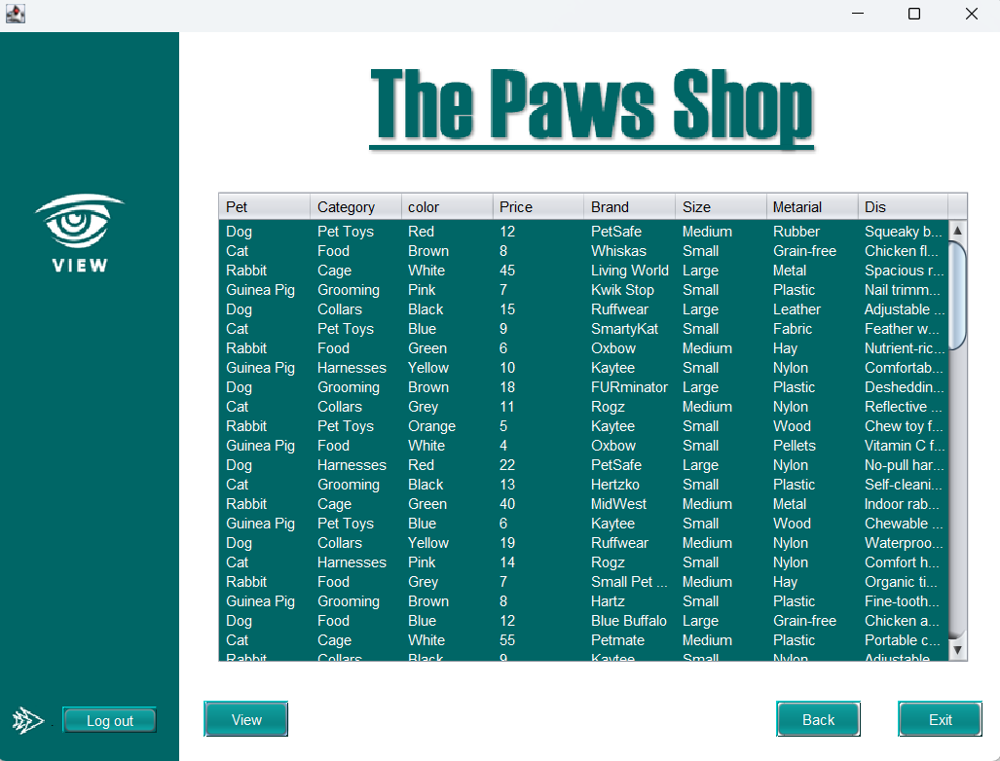 The Paws Shop
VIEW
Pet Category color Price Brand Size Metarial Dis
Dog Pet Toys Red 12 PetSafe Medium Rubber Squeaky b...
Cat Food Brown 8 Whiskas Small Grain-free Chicken fl...
Rabbit Cage White 45 Living World Large Metal Spacious r...
Guinea Pig Grooming Pink 7 Kwik Stop Small Plastic Nail trimm...
Dog Collars Black 15 Ruffwear Large Leather Adjustable ...
Cat Pet Toys Blue 9 SmartyKat Small Fabric Feather w...
Rabbit Food Green 6 Oxbow Medium Hay Nutrient-ric...
Guinea Pig Harnesses Yellow 10 Kaytee Small Nylon Comfortab...
Dog Grooming Brown 18 FURminator Large Plastic Desheddin...
Cat Collars Grey 11 Rogz Medium Nylon Reflective ...
Rabbit Pet Toys Orange 5 Kaytee Small Wood Chew toy f...
Guinea Pig Food White 4 Oxbow Small Pellets Vitamin C f...
Dog Harnesses Red 22 PetSafe Large Nylon No-pull har...
Cat Grooming Black 13 Hertzko Small Plastic Self-cleani...
Rabbit Cage Green 40 MidWest Medium Metal Indoor rab...
Guinea Pig Pet Toys Blue 6 Kaytee Small Wood Chewable ...
Dog Collars Yellow 19 Ruffwear Medium Nylon Waterproo...
Cat Harnesses Pink 14 Rogz Small Nylon Comfort h...
Rabbit Food Grey 7 Small Pet ... Medium Hay Organic ti...
Guinea Pig Grooming Brown 8 Hartz Small Plastic Fine-tooth...
Dog Food Blue 12 Blue Buffalo Large Grain-free Chicken a...
Cat Cage White 55 Petmate Medium Plastic Portable c...
Rabbit Collars Black 9 Kaytee Small Nylon Adjustable ...
Log out View Back Exit